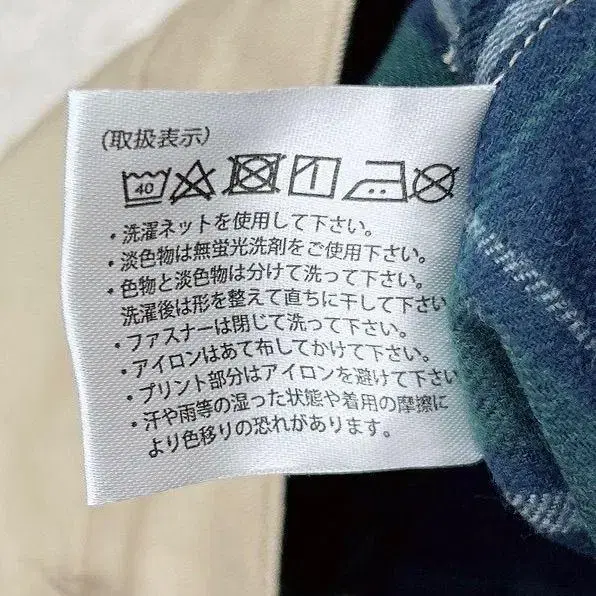 (取扱表示)
40
・洗濯ネットを使用して下さい。
・淡色物は無蛍光洗剤をご使用下さい。
・色物と淡色物は分けて洗って下さい。
洗濯後は形を整えて直ちに干して下さい
・ファスナーは閉じて洗って下さい。
・アイロンはあて布してかけて下さい。
・プリント部分はアイロンを避けて下さい
・汗や雨等の湿った状態や着用の摩擦に
より色移りの恐れがあります。